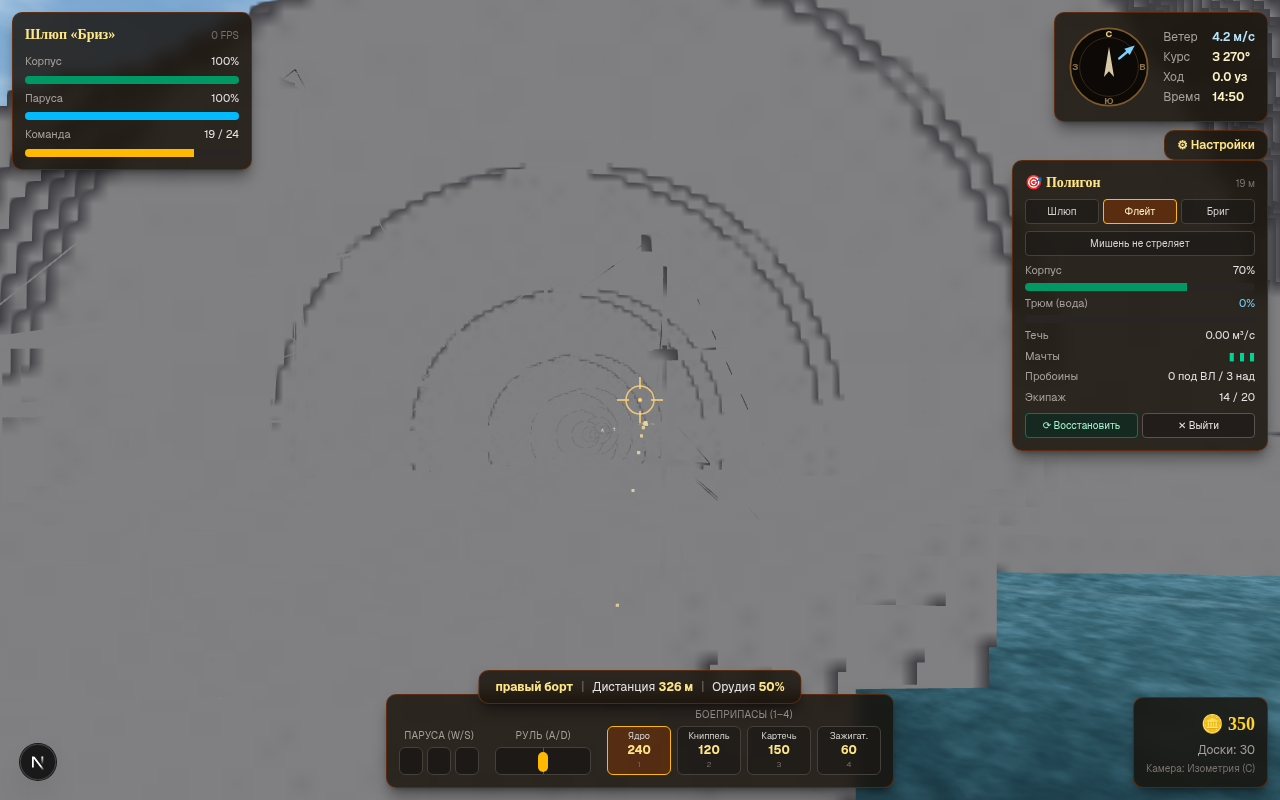 Шлюп «Бриз»
0 FPS
Корпус 100%
Паруса 100%
Команда 19 / 24
С
З В
Ю
Ветер 4.2 м/с
Курс З 270°
Ход 0.0 уз
Время 14:50
⚙ Настройки
🎯 Полигон 19 м
Шлюп Флейт Бриг
Мишень не стреляет
Корпус 70%
Трюм (вода) 0%
Течь 0.00 м³/с
Мачты
Пробоины 0 под ВЛ / 3 над
Экипаж 14 / 20
⟳ Восстановить ✕ Выйти
правый борт | Дистанция 326 м | Орудия 50%
БОЕПРИПАСЫ (1–4)
ПАРУСА (W/S) РУЛЬ (A/D)
Ядро Книппель Картечь Зажигат.
240 120 150 60
1 2 3 4
N
🪙 350
Доски: 30
Камера: Изометрия (C)